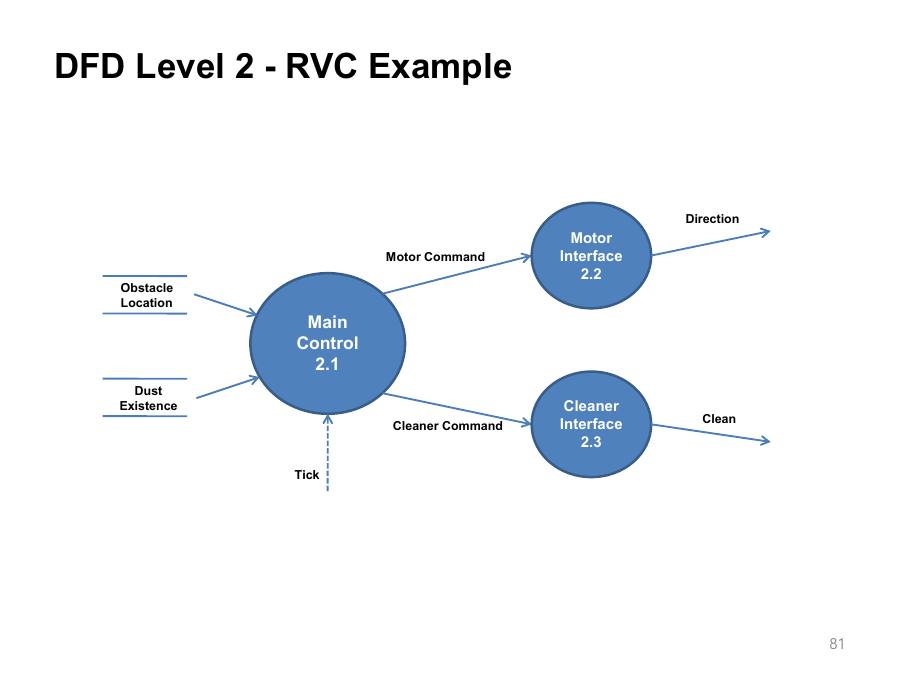 DFD Level 2 - RVC Example
Direction
Motor
Interface
2.2
Motor Command
Obstacle
Location
Main
Control
2.1
Dust
Existence
Cleaner
Interface
2.3
Cleaner Command
Clean
Tick
81